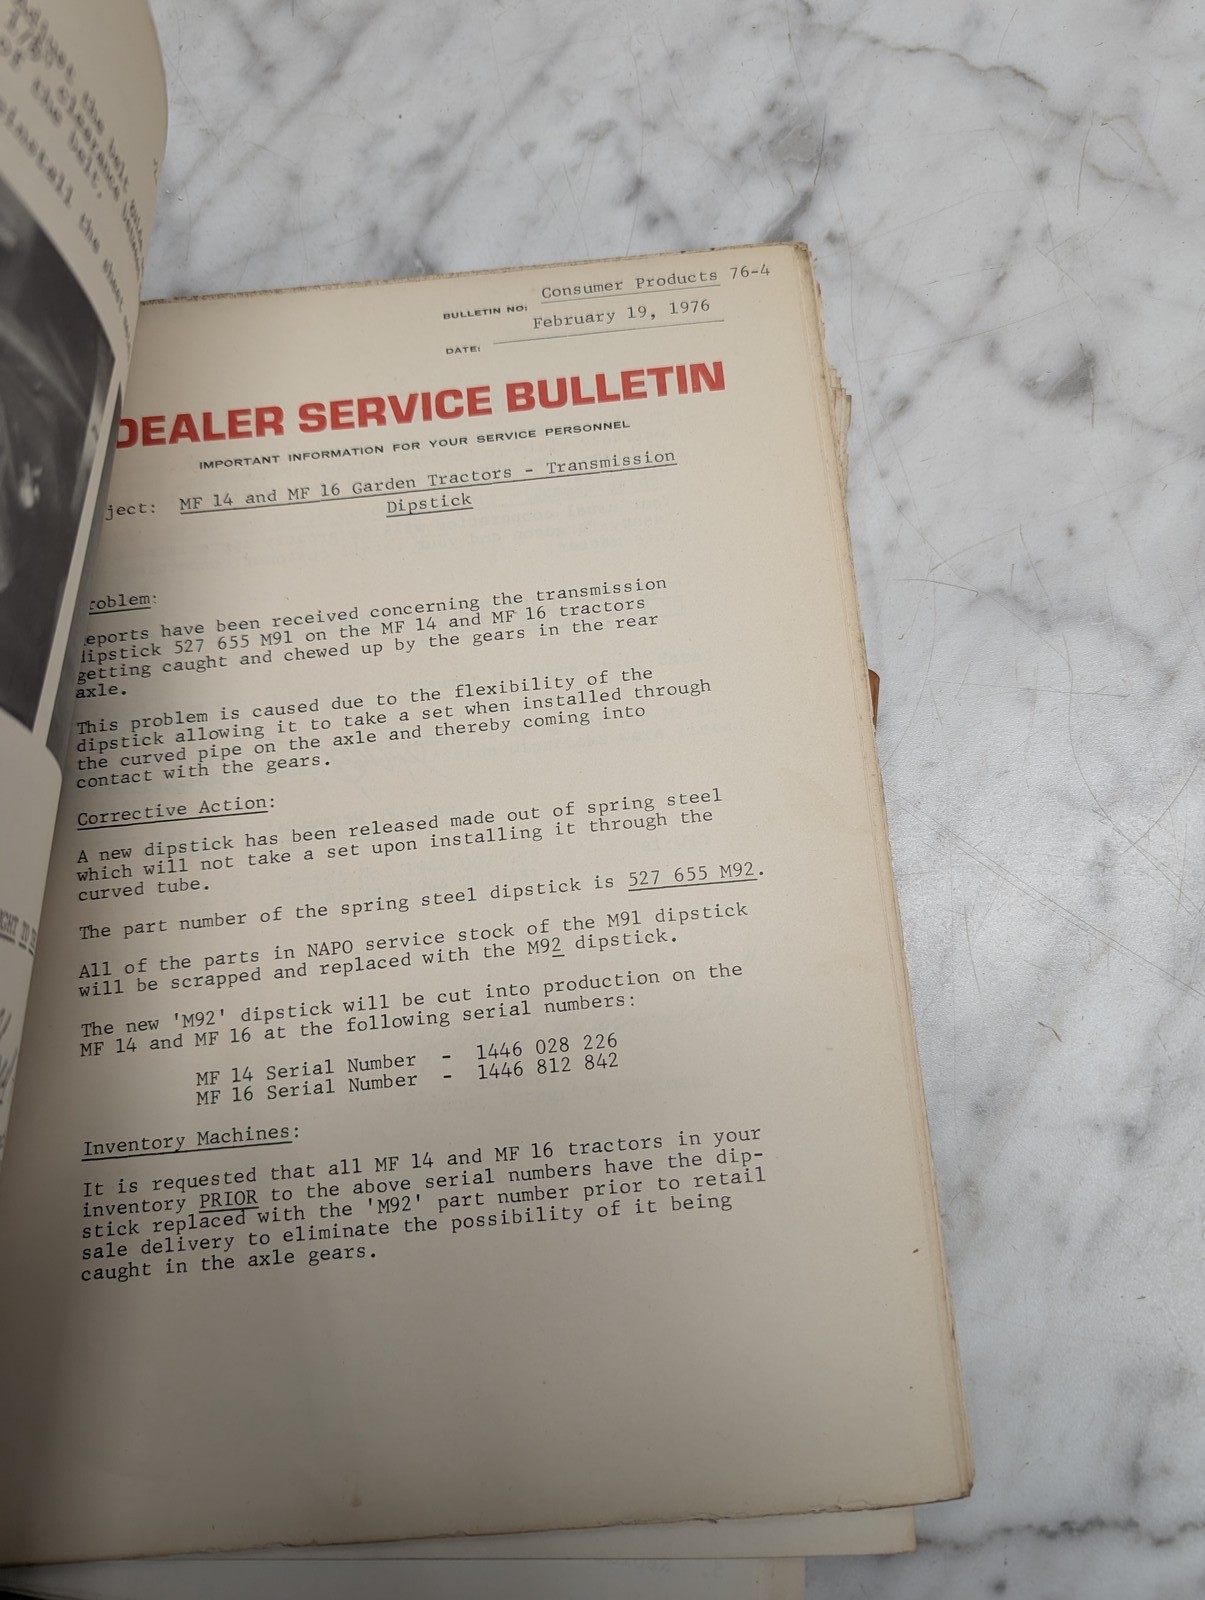 the belt
clearance
of the belt.
the sheet
BULLETIN NO: Consumer Products 76-4
DATE: February 19, 1976
DEALER SERVICE BULLETIN
IMPORTANT INFORMATION FOR YOUR SERVICE PERSONNEL
ject: MF 14 and MF 16 Garden Tractors - Transmission
Dipstick
roblem:
eports have been received concerning the transmission
dipstick 527 655 M91 on the MF 14 and MF 16 tractors
getting caught and chewed up by the gears in the rear
axle.
This problem is caused due to the flexibility of the
dipstick allowing it to take a set when installed through
the curved pipe on the axle and thereby coming into
contact with the gears.
Corrective Action:
A new dipstick has been released made out of spring steel
which will not take a set upon installing it through the
curved tube.
The part number of the spring steel dipstick is 527 655 M92.
All of the parts in NAPO service stock of the M91 dipstick
will be scrapped and replaced with the M92 dipstick.
The new 'M92' dipstick will be cut into production on the
MF 14 and MF 16 at the following serial numbers:
MF 14 Serial Number - 1446 028 226
MF 16 Serial Number - 1446 812 842
Inventory Machines:
It is requested that all MF 14 and MF 16 tractors in your
inventory PRIOR to the above serial numbers have the dip-
stick replaced with the 'M92' part number prior to retail
sale delivery to eliminate the possibility of it being
caught in the axle gears.